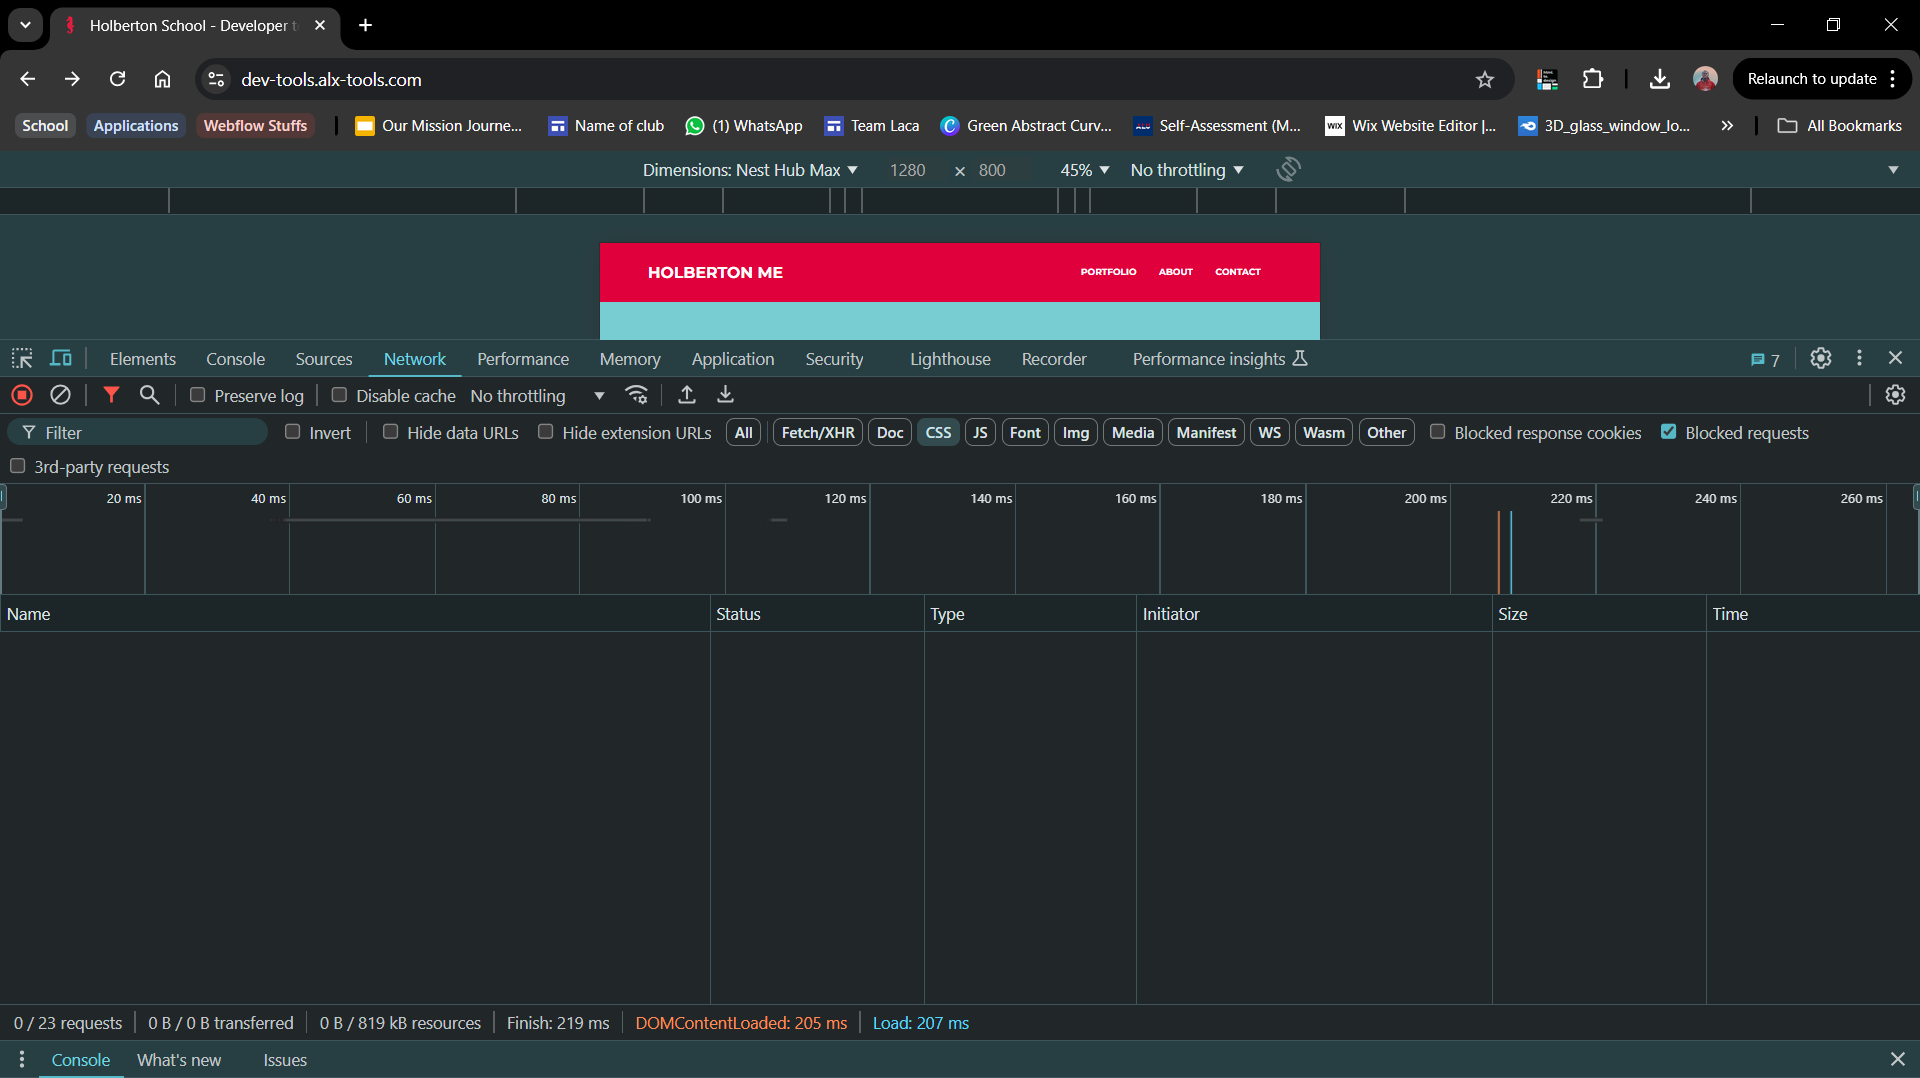 Holberton School - Developer t
dev-tools.alx-tools.com
Relaunch to update
School Applications Webflow Stuffs Our Mission Journe... Name of club (1) WhatsApp Team Laca Green Abstract Curv... Self-Assessment (M... Wix Website Editor |... 3D_glass_window_lo... All Bookmarks
Dimensions: Nest Hub Max 1280 × 800 45% No throttling
HOLBERTON ME PORTFOLIO ABOUT CONTACT
Elements Console Sources Network Performance Memory Application Security Lighthouse Recorder Performance insights 7
Preserve log Disable cache No throttling
Filter Invert Hide data URLs Hide extension URLs All Fetch/XHR Doc CSS JS Font Img Media Manifest WS Wasm Other Blocked response cookies Blocked requests
3rd-party requests
20 ms 40 ms 60 ms 80 ms 100 ms 120 ms 140 ms 160 ms 180 ms 200 ms 220 ms 240 ms 260 ms
Name Status Type Initiator Size Time
0 / 23 requests 0 B / 0 B transferred 0 B / 819 kB resources Finish: 219 ms DOMContentLoaded: 205 ms Load: 207 ms
Console What's new Issues